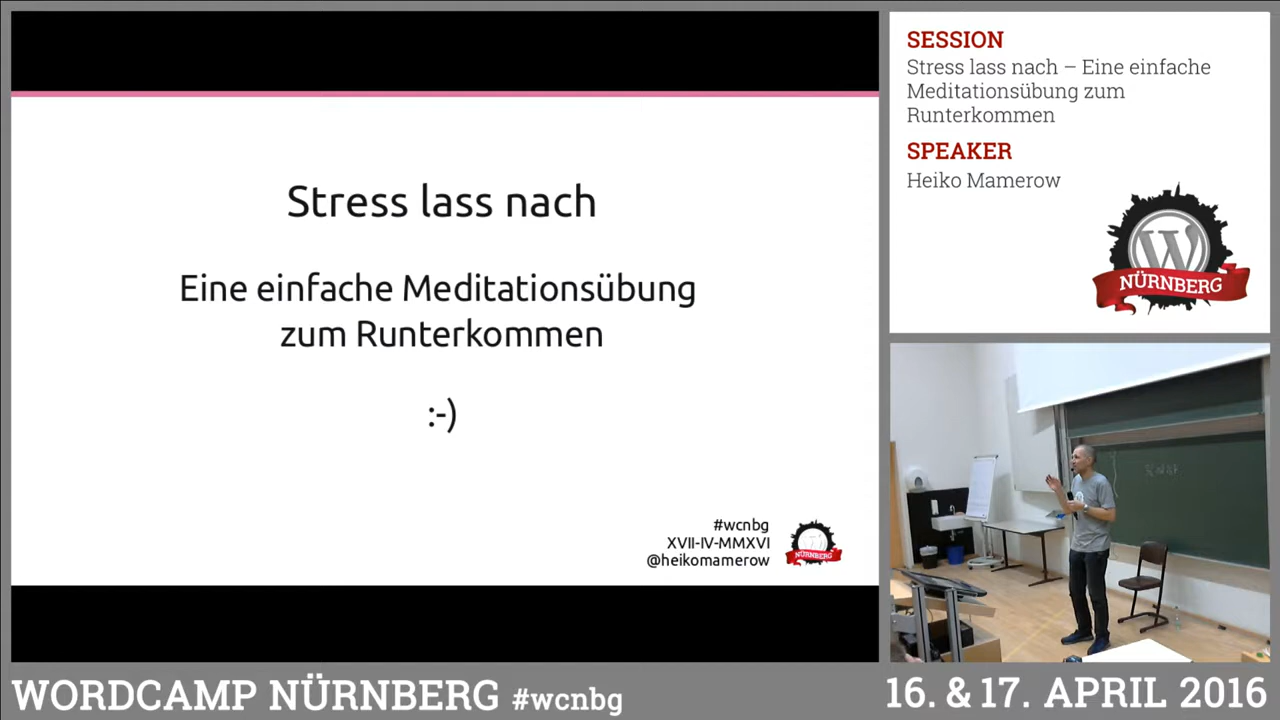 Stress lass nach
Eine einfache Meditationsübung
zum Runterkommen
:-)
#wcnbg
XVII-IV-MMXVI
@heikomamerow
NÜRNBERG
SESSION
Stress lass nach – Eine einfache
Meditationsübung zum
Runterkommen
SPEAKER
Heiko Mamerow
W
NÜRNBERG
WORDCAMP NÜRNBERG #wcnbg
16. & 17. APRIL 2016